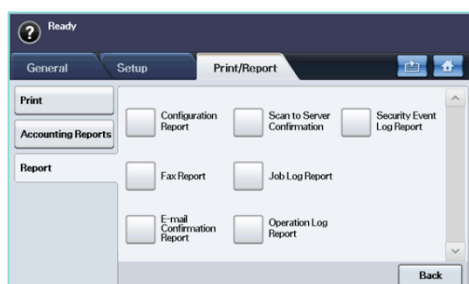 Ready
General Setup Print/Report
Print
Accounting Reports
Report
Configuration
Report
Scan to Server
Confirmation
Security Event
Log Report
Fax Report
Job Log Report
E-mail
Confirmation
Report
Operation Log
Report
Back